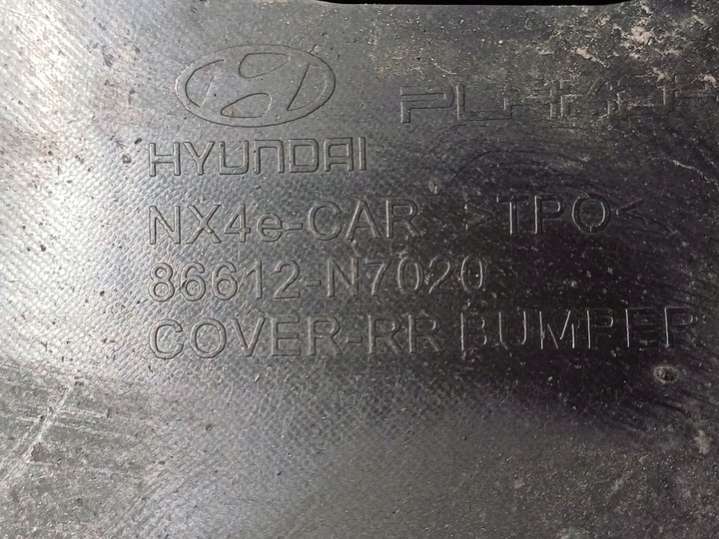 HYUNDAI
NX4e-CAR >TPO<
86612-N7020
COVER-RR BUMPER